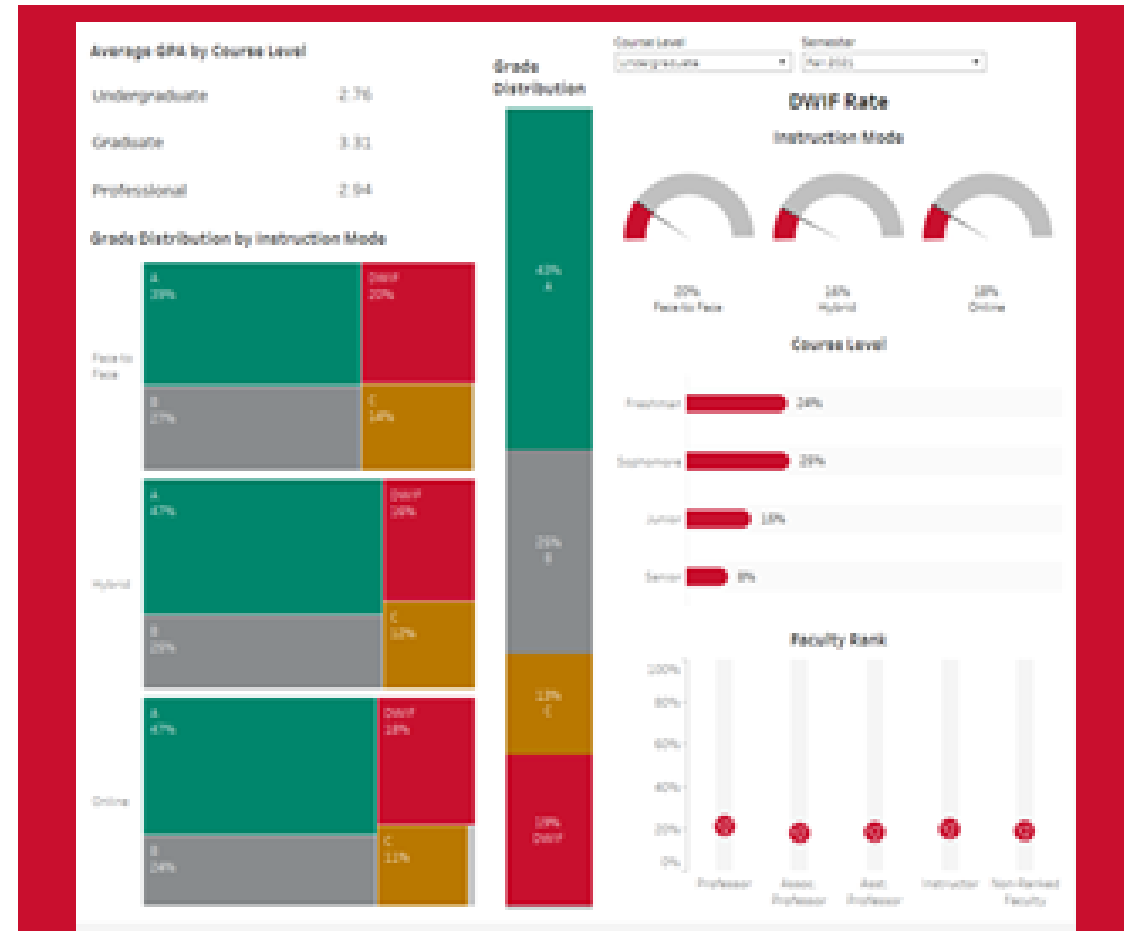 Average GPA by Course Level
Undergraduate 2.76
Graduate 3.31
Professional 2.94
Grade Distribution by Instruction Mode
Face to
Face
A
39%
DWIF
20%
B
27%
C
14%
Hybrid
A
47%
DWIF
16%
B
C
12%
Online
A
47%
DWIF
18%
B
24%
C
11%
Grade
Distribution
A
B
C
19%
DWIF
Course Level
Undergraduate
Semester
Fall 2021
DWIF Rate
Instruction Mode
20%
Face to Face
16%
Hybrid
18%
Online
Course Level
Freshman 24%
Junior
Senior
Faculty Rank
100%
80%
60%
40%
20%
0%
Professor
Assoc.
Professor
Asst.
Professor
Instructor
Non-Ranked
Faculty